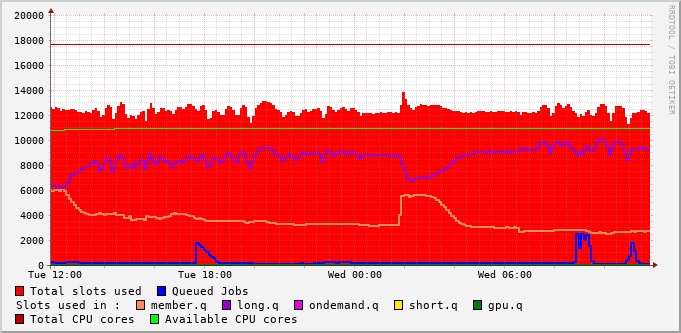 20000
18000
16000
14000
12000
10000
8000
6000
4000
2000
0
Tue 12:00 Tue 18:00 Wed 00:00 Wed 06:00
RRDTOOL / TOBI OETIKER
Total slots used Queued Jobs
Slots used in : member.q long.q ondemand.q short.q gpu.q
Total CPU cores Available CPU cores